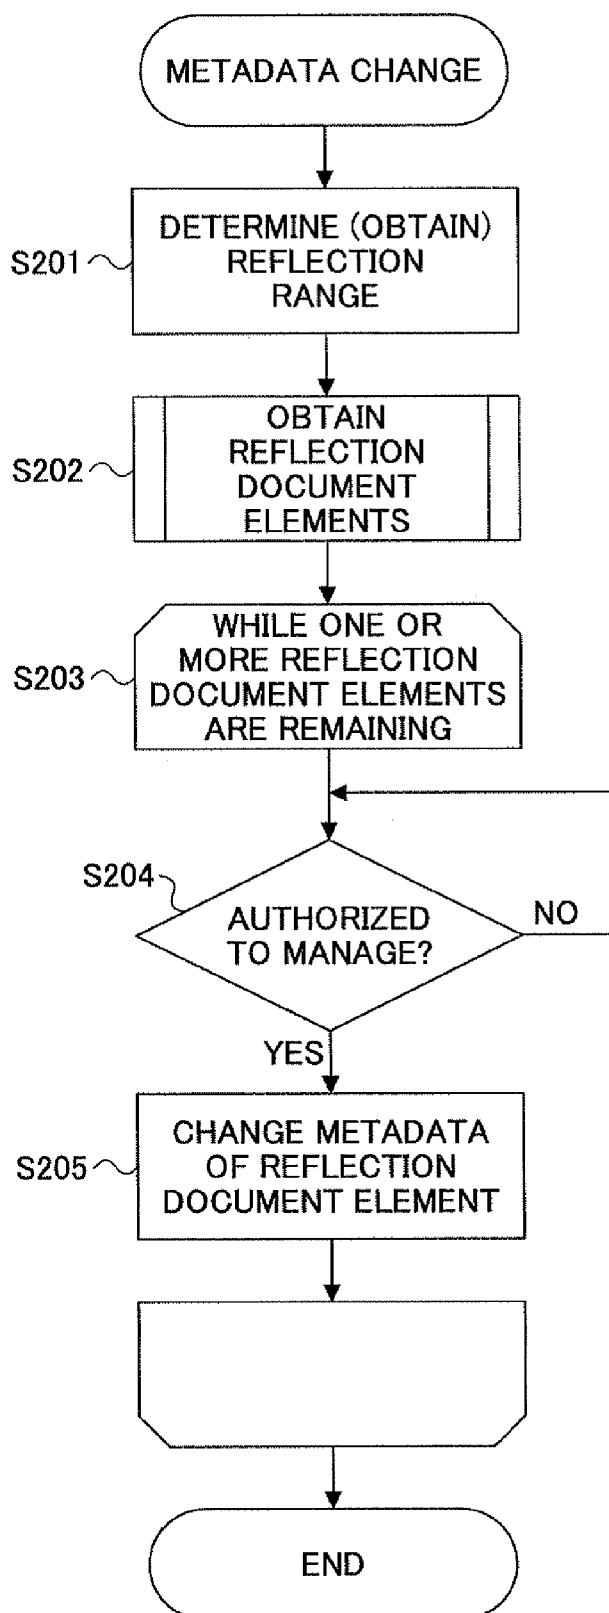 METADATA CHANGE
S201
DETERMINE (OBTAIN)
REFLECTION
RANGE
S202
OBTAIN
REFLECTION
DOCUMENT
ELEMENTS
S203
WHILE ONE OR
MORE REFLECTION
DOCUMENT ELEMENTS
ARE REMAINING
S204
AUTHORIZED
TO MANAGE?
NO
YES
S205
CHANGE METADATA
OF REFLECTION
DOCUMENT ELEMENT
END